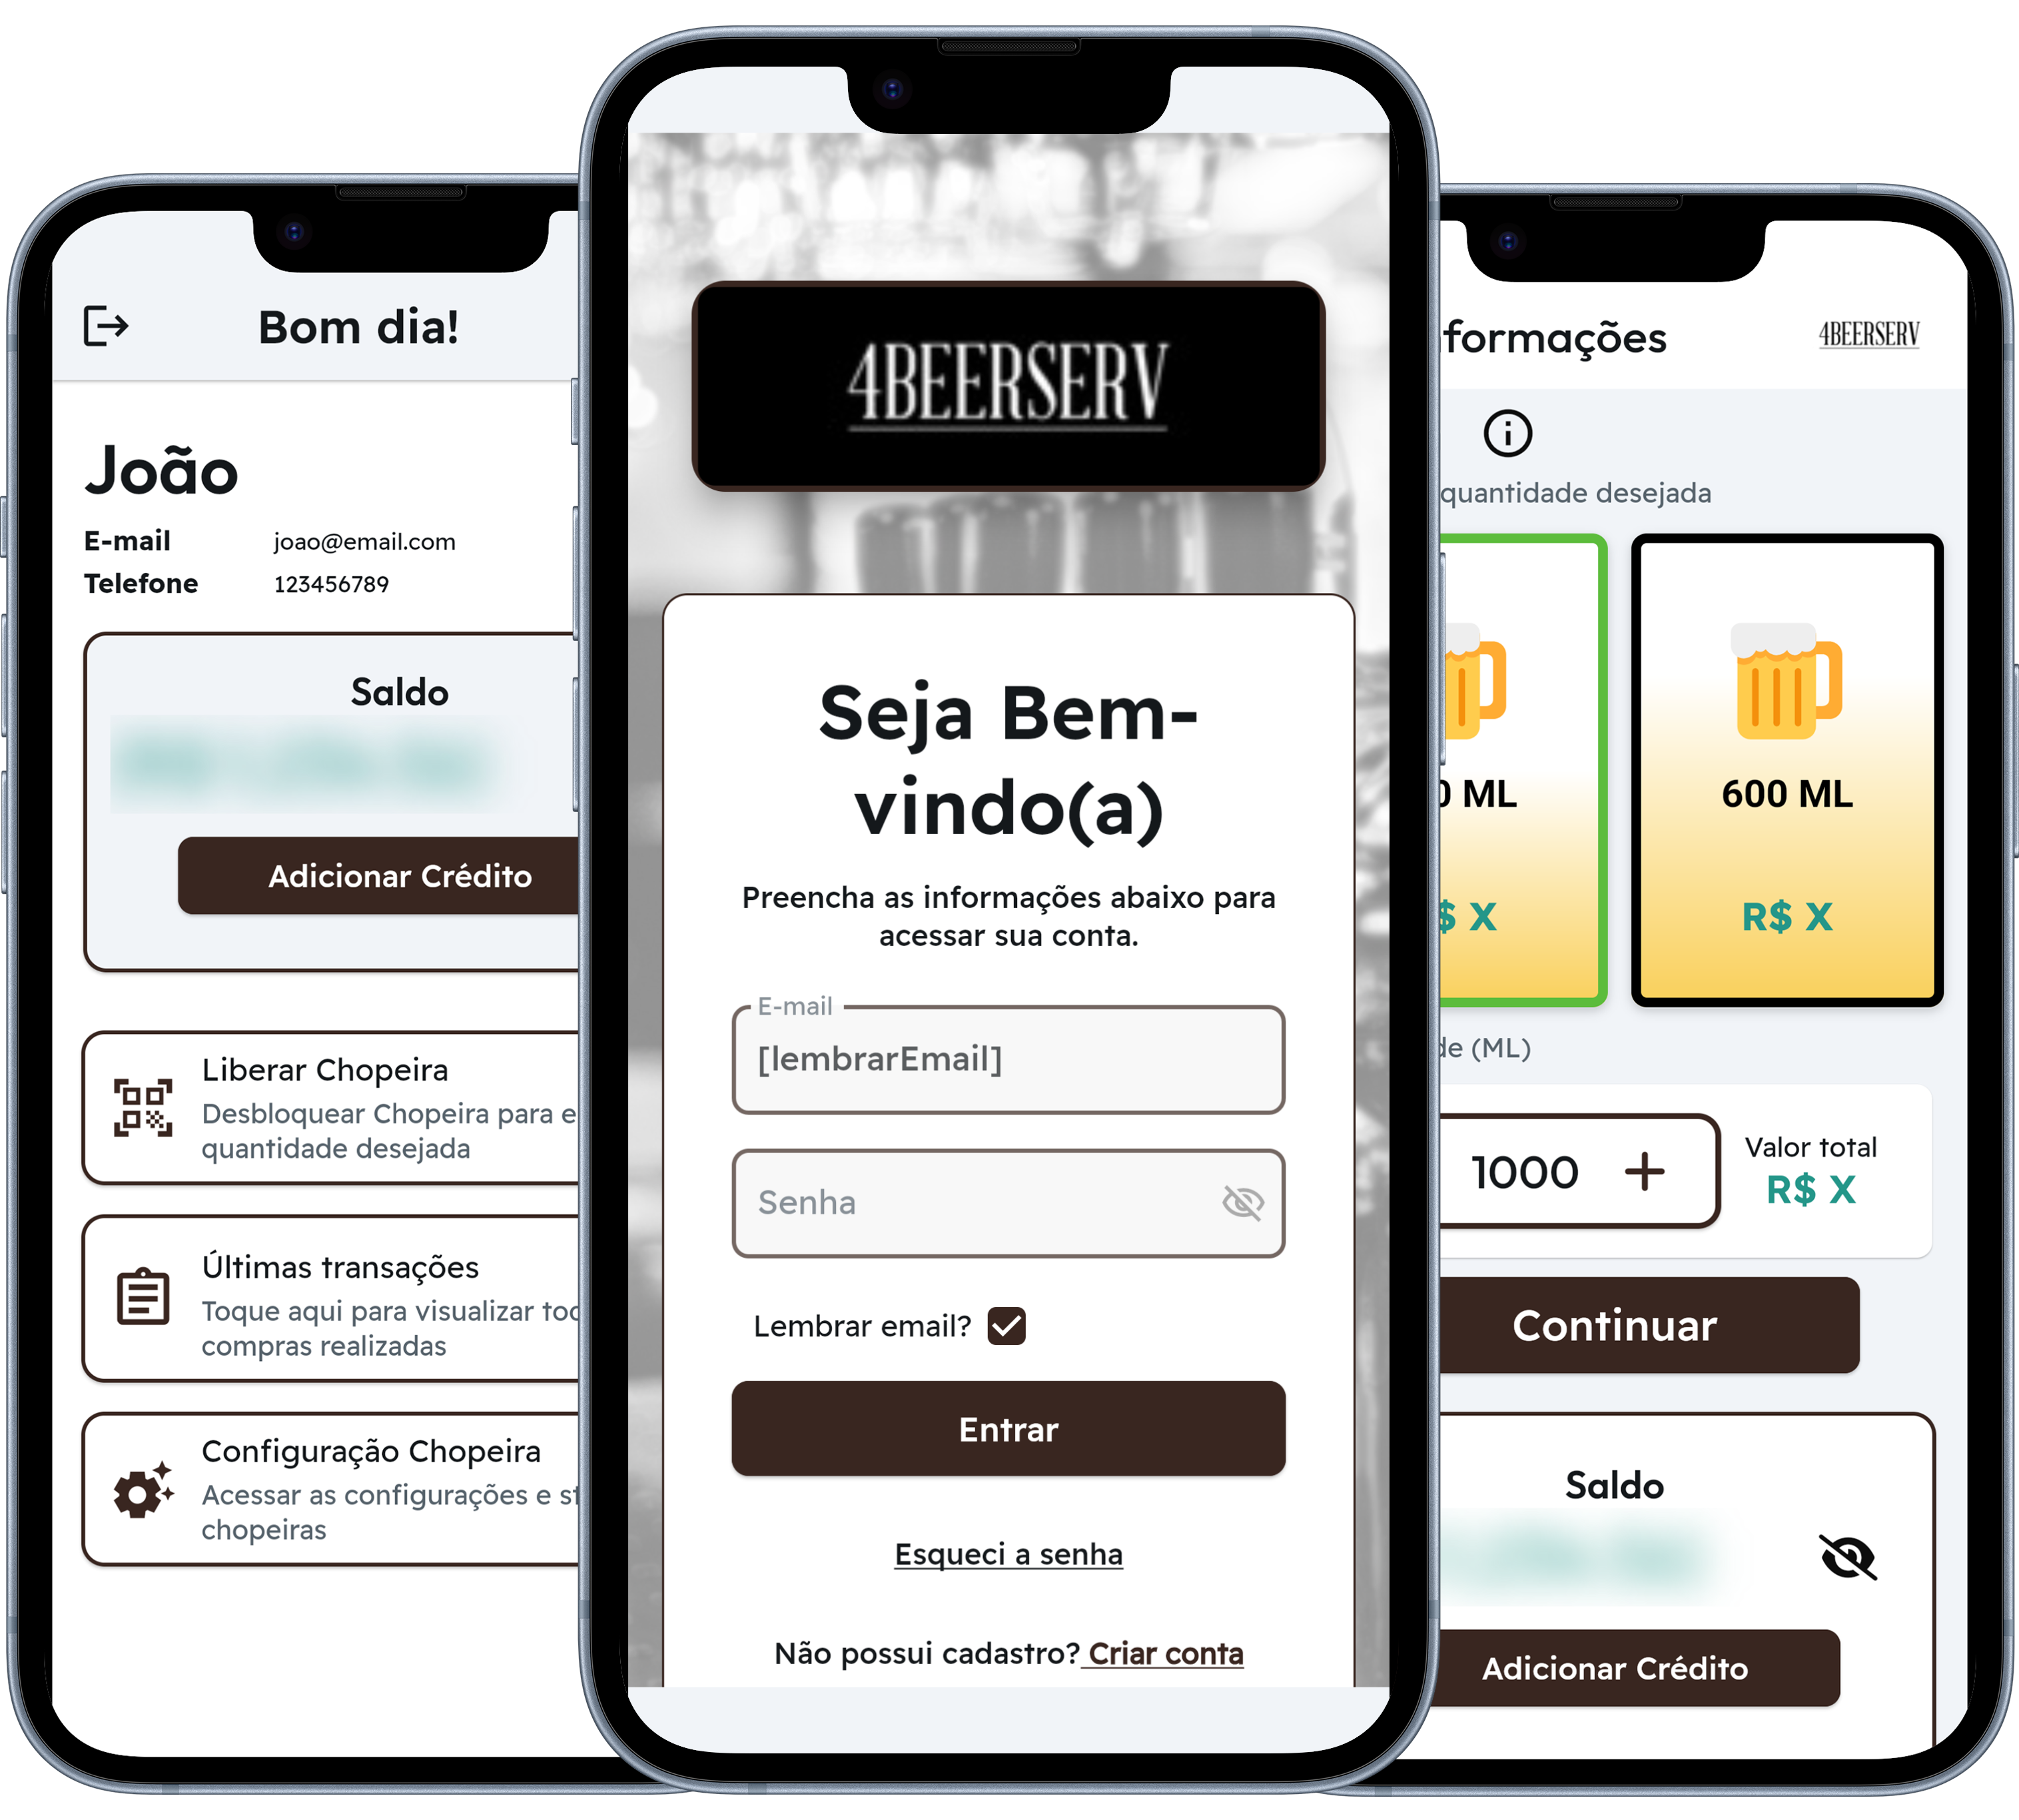 Bom dia!
João
E-mail joao@email.com
Telefone 123456789
Saldo
Adicionar Crédito
Liberar Chopeira
Desbloquear Chopeira para e
quantidade desejada
Últimas transações
Toque aqui para visualizar
compras realizadas
Configuração Chopeira
Acessar as configurações e
chopeiras
4BEERSERV
Seja Bem-
vindo(a)
Preencha as informações abaixo para
acessar sua conta.
E-mail
[lembrarEmail]
Senha
Lembrar email?
Entrar
Esqueci a senha
Não possui cadastro? Criar conta
formações
4BEERSERV
quantidade desejada
0 ML
$ X
600 ML
R$ X
de (ML)
1000 +
Valor total
R$ X
Continuar
Saldo
Adicionar Crédito